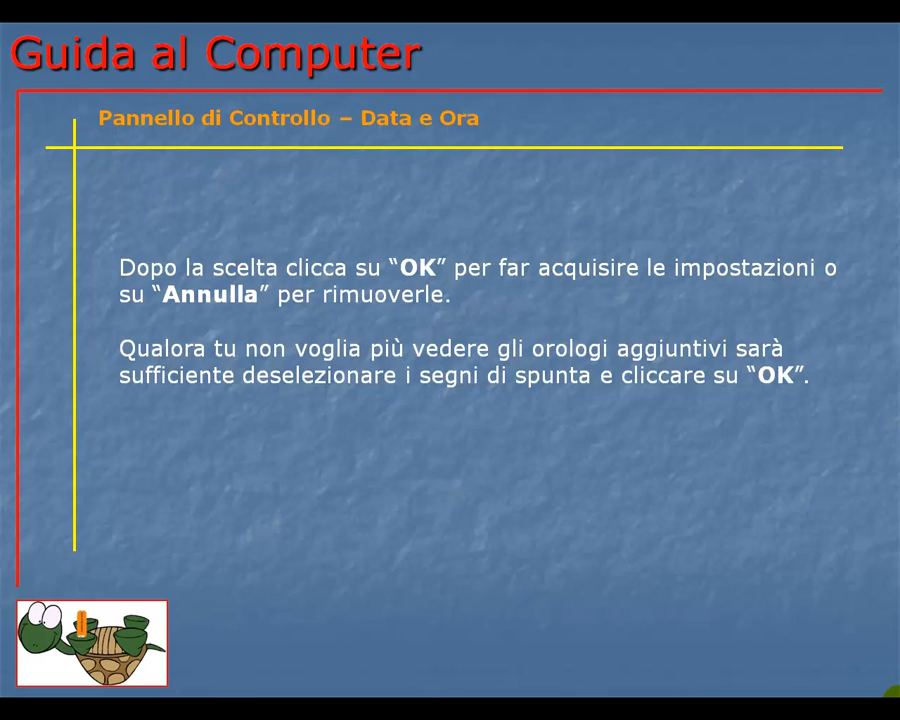 Guida al Computer
Pannello di Controllo – Data e Ora
Dopo la scelta clicca su “OK” per far acquisire le impostazioni o
su “Annulla” per rimuoverle.
Qualora tu non voglia più vedere gli orologi aggiuntivi sarà
sufficiente deselezionare i segni di spunta e cliccare su “OK”.